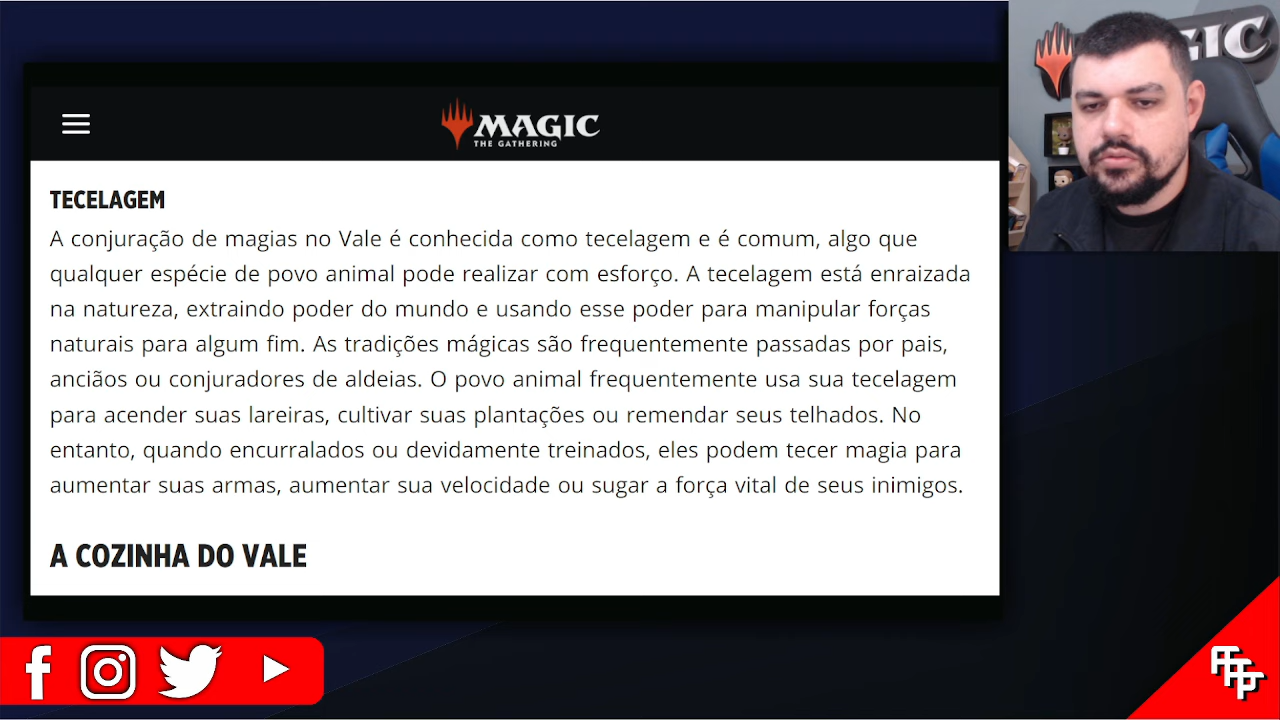 MAGIC
THE GATHERING
GIC
TECELAGEM
A conjuração de magias no Vale é conhecida como tecelagem e é comum, algo que
qualquer espécie de povo animal pode realizar com esforço. A tecelagem está enraizada
na natureza, extraindo poder do mundo e usando esse poder para manipular forças
naturais para algum fim. As tradições mágicas são frequentemente passadas por pais,
anciãos ou conjuradores de aldeias. O povo animal frequentemente usa sua tecelagem
para acender suas lareiras, cultivar suas plantações ou remendar seus telhados. No
entanto, quando encurralados ou devidamente treinados, eles podem tecer magia para
aumentar suas armas, aumentar sua velocidade ou sugar a força vital de seus inimigos.
A COZINHA DO VALE